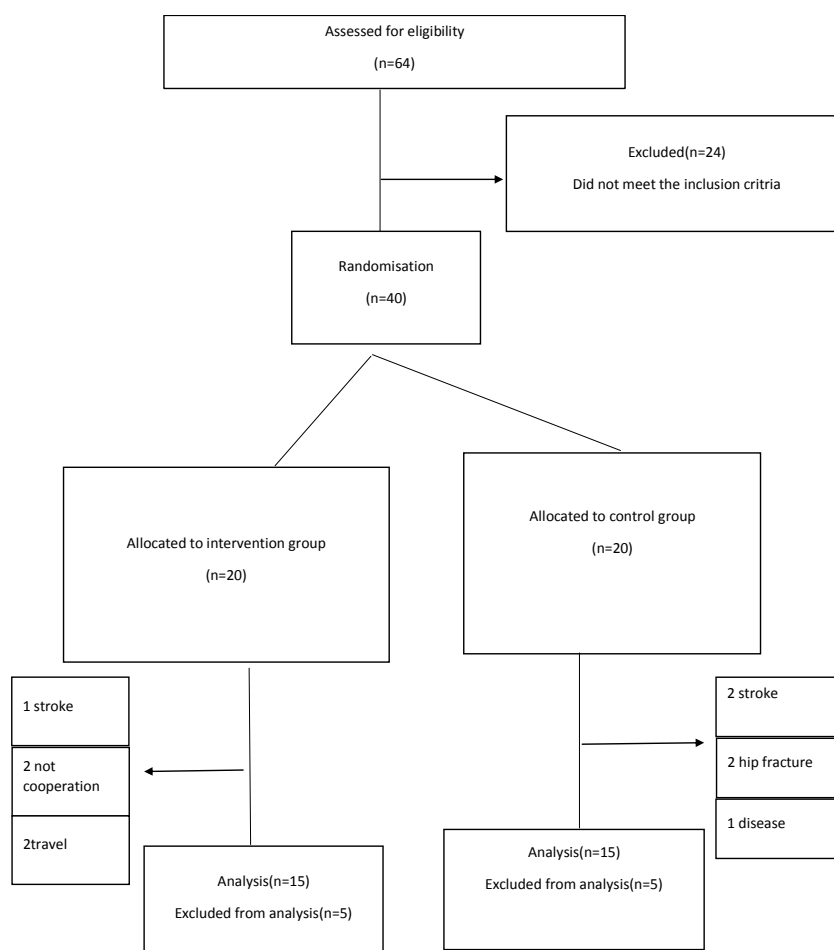 Assessed for eligibility
(n=64)
Excluded(n=24)
Did not meet the inclusion critria
Randomisation
(n=40)
Allocated to intervention group
(n=20)
Allocated to control group
(n=20)
1 stroke
2 not
cooperation
2travel
2 stroke
2 hip fracture
1 disease
Analysis(n=15)
Excluded from analysis(n=5)
Analysis(n=15)
Excluded from analysis(n=5)